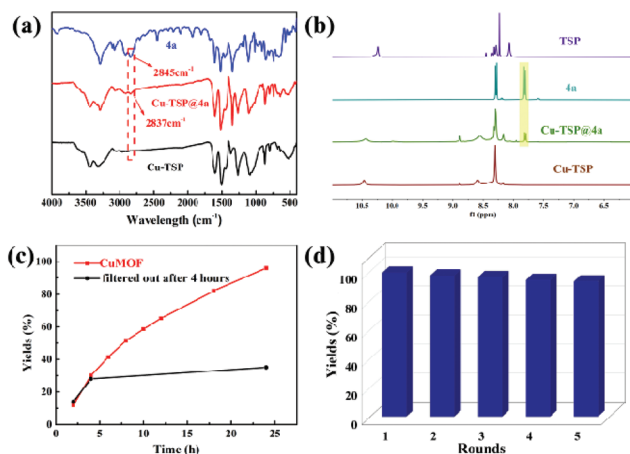 (a)
4a
2845cm-1
Cu-TSP@4a
2837cm-1
Cu-TSP
4000 3500 3000 2500 2000 1500 1000 500
Wavelength (cm-1)
(b)
TSP
4a
Cu-TSP@4a
Cu-TSP
10.5 10.0 9.5 9.0 8.5 8.0 7.5 7.0 6.5
f1 (ppm)
(c)
CuMOF
filtered out after 4 hours
100
80
60
40
20
0
Yields (%)
0 5 10 15 20 25
Time (h)
(d)
100
80
60
40
20
0
Yields (%)
1 2 3 4 5
Rounds